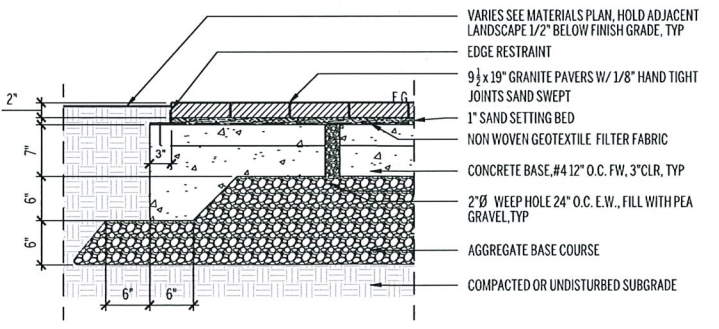 VARIES SEE MATERIALS PLAN, HOLD ADJACENT
LANDSCAPE 1/2" BELOW FINISH GRADE, TYP
EDGE RESTRAINT
9 1/2 x 19" GRANITE PAVERS W/ 1/8" HAND TIGHT
JOINTS SAND SWEPT
1" SAND SETTING BED
NON WOVEN GEOTEXTILE FILTER FABRIC
CONCRETE BASE,#4 12" O.C. FW, 3"CLR, TYP
2"Ø WEEP HOLE 24" O.C. E.W., FILL WITH PEA
GRAVEL,TYP
AGGREGATE BASE COURSE
COMPACTED OR UNDISTURBED SUBGRADE
F.G
2"
7"
3"
6"
6"
6"
6"